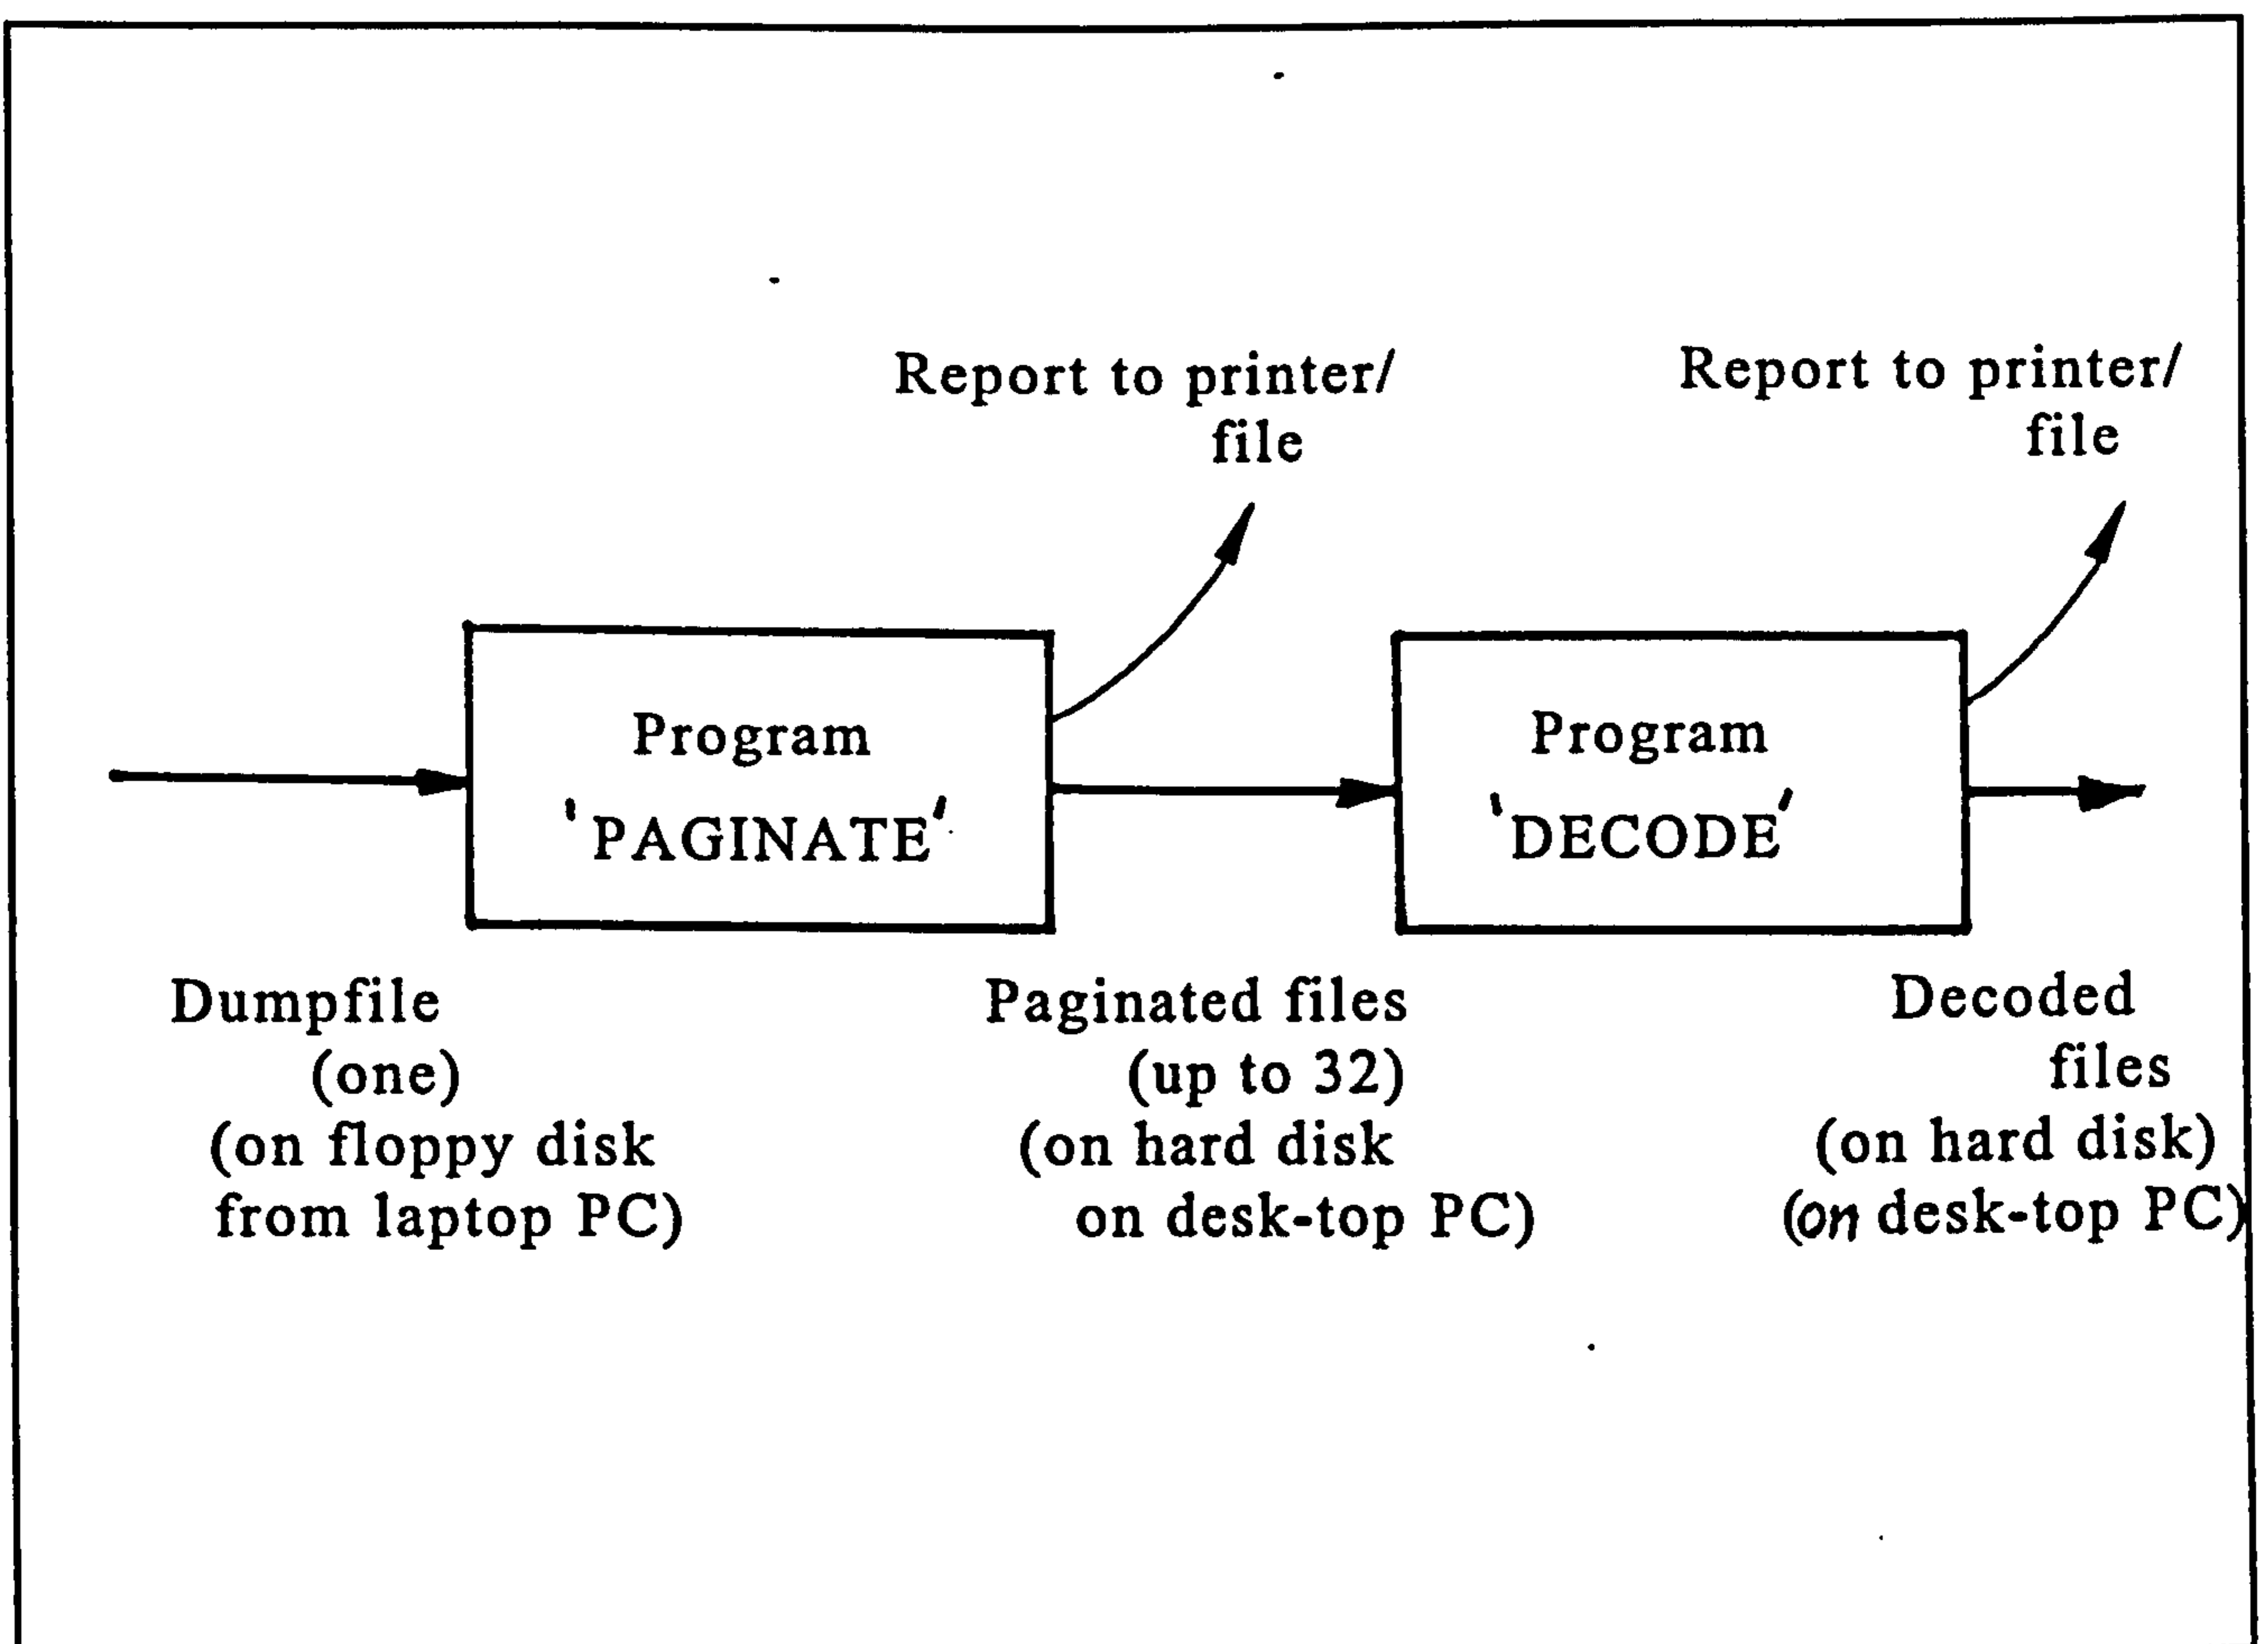 Report to printer/
file
Report to printer/
file
Program
'PAGINATE'
Program
'DECODE'
Dumpfile
(one)
(on floppy disk
from laptop PC)
Paginated files
(up to 32)
(on hard disk
on desk-top PC)
Decoded
files
(on hard disk)
(on desk-top PC)